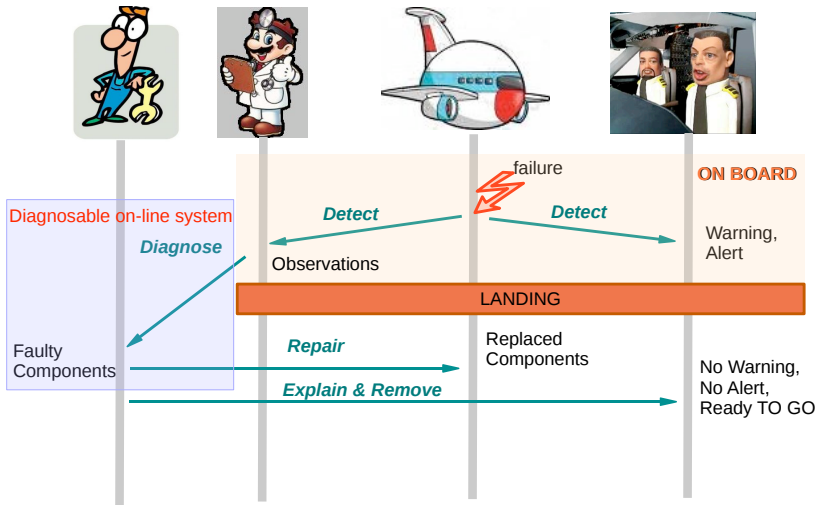 failure
ON BOARD
Diagnosable on-line system
Detect
Detect
Warning,
Alert
Diagnose
Observations
LANDING
Faulty
Components
Repair
Replaced
Components
No Warning,
No Alert,
Ready TO GO
Explain & Remove